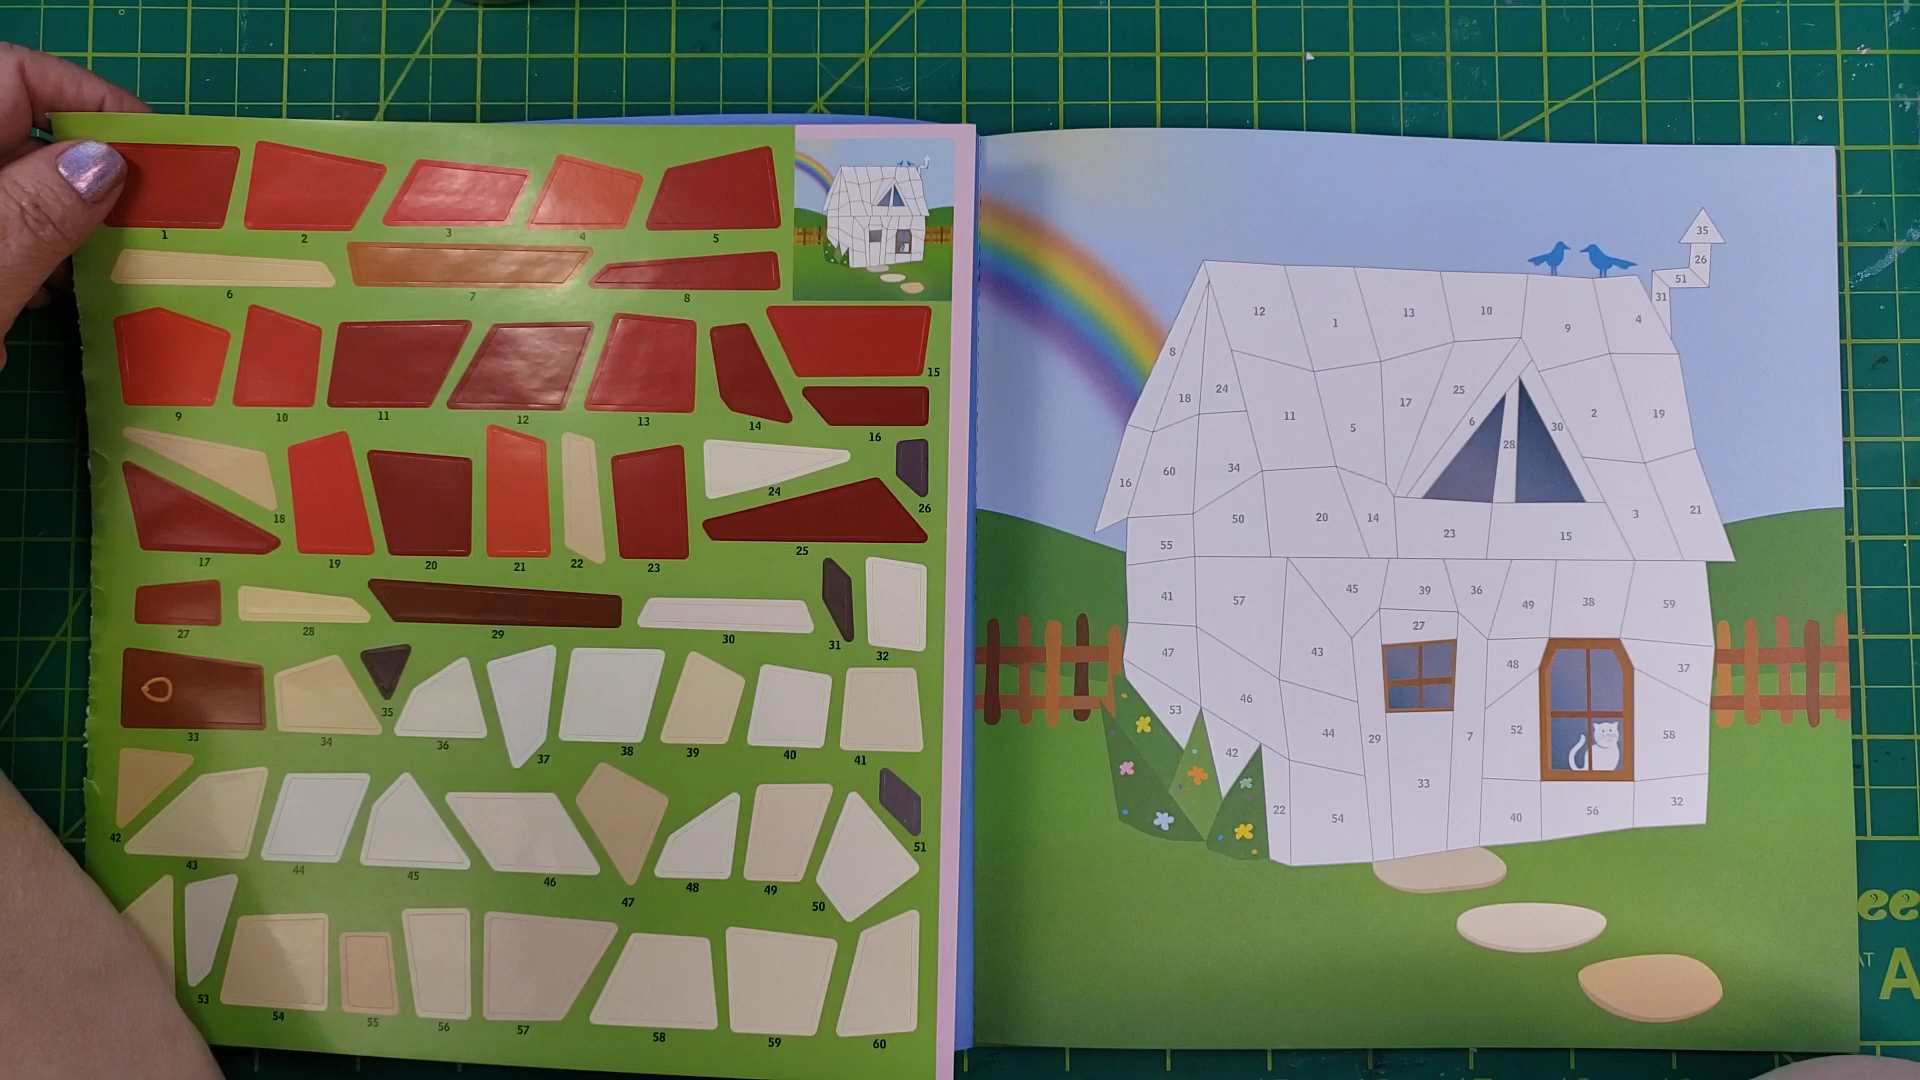 1 2 3 4 5
6 7 8
9 10 11 12 13 14 15
16
17 18 19 20 21 22 23 24 25 26
27 28 29 30 31 32
33 34 35 36 37 38 39 40 41
42 43 44 45 46 47 48 49 50 51
53 54 55 56 57 58 59 60
35
26
51
31
12 1 13 10 9 4
8 18 24 11 5 17 25 6 28 30 2 19
16 60 34
50 20 14 23 15 3 21
55
41 57 45 39 36 49 38 59
27
47 43 48 37
53 46 42 44 29 33 7 52 58
22 54 40 56 32
ee
AT A